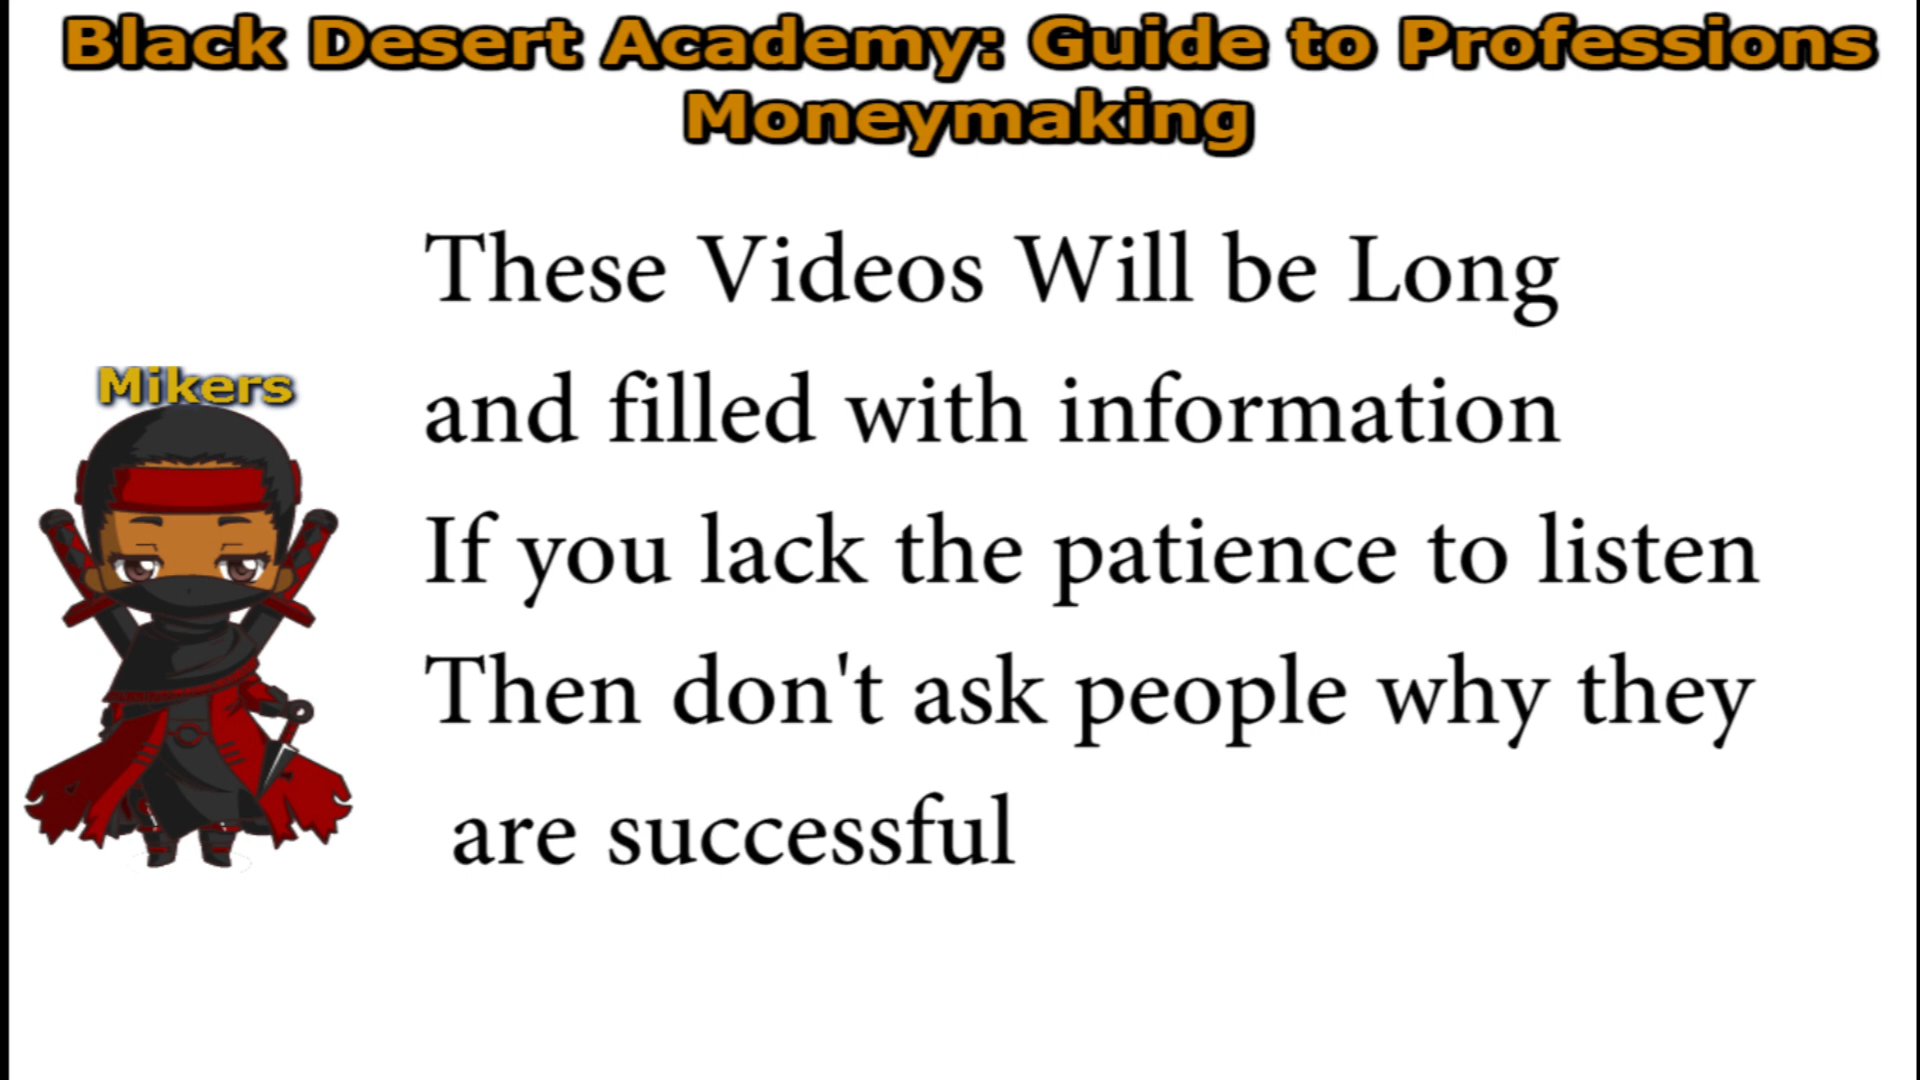 Black Desert Academy: Guide to Professions
Moneymaking
These Videos Will be Long
and filled with information
Mikers
If you lack the patience to listen
Then don't ask people why they
are successful